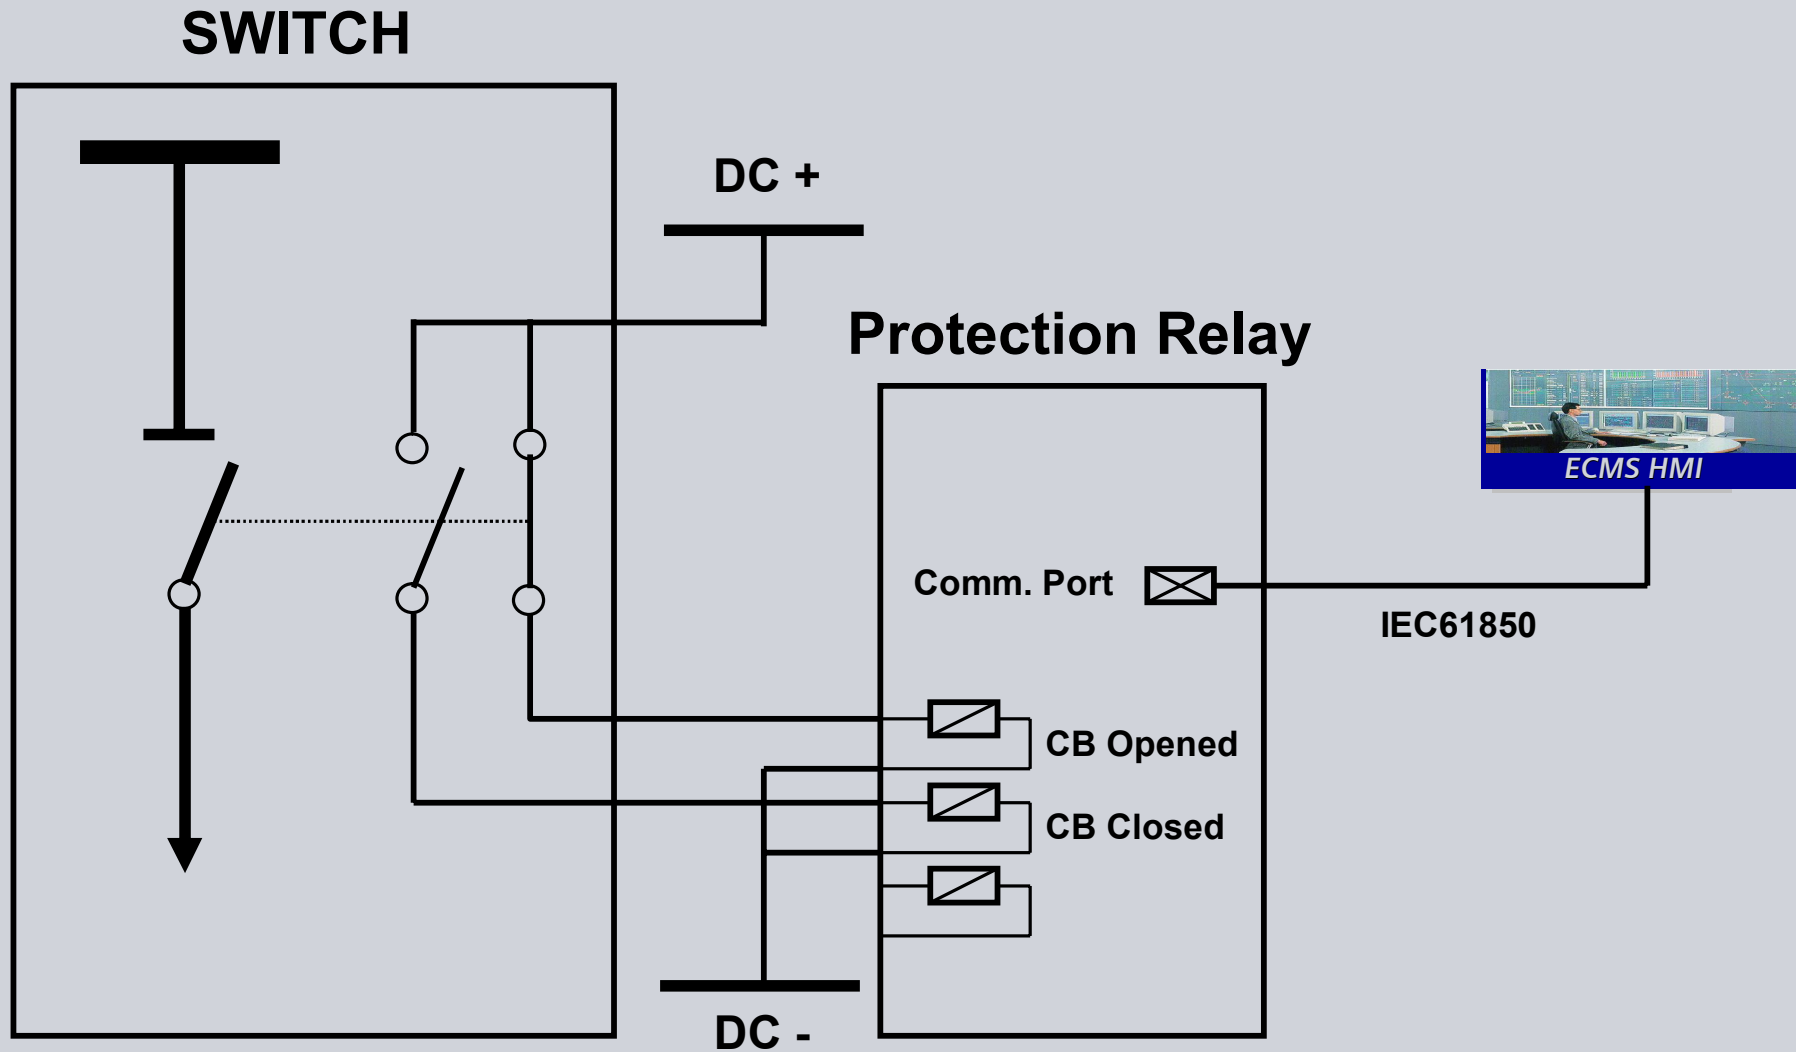 SWITCH
DC +
Protection Relay
ECMS HMI
Comm. Port
IEC61850
CB Opened
CB Closed
DC -